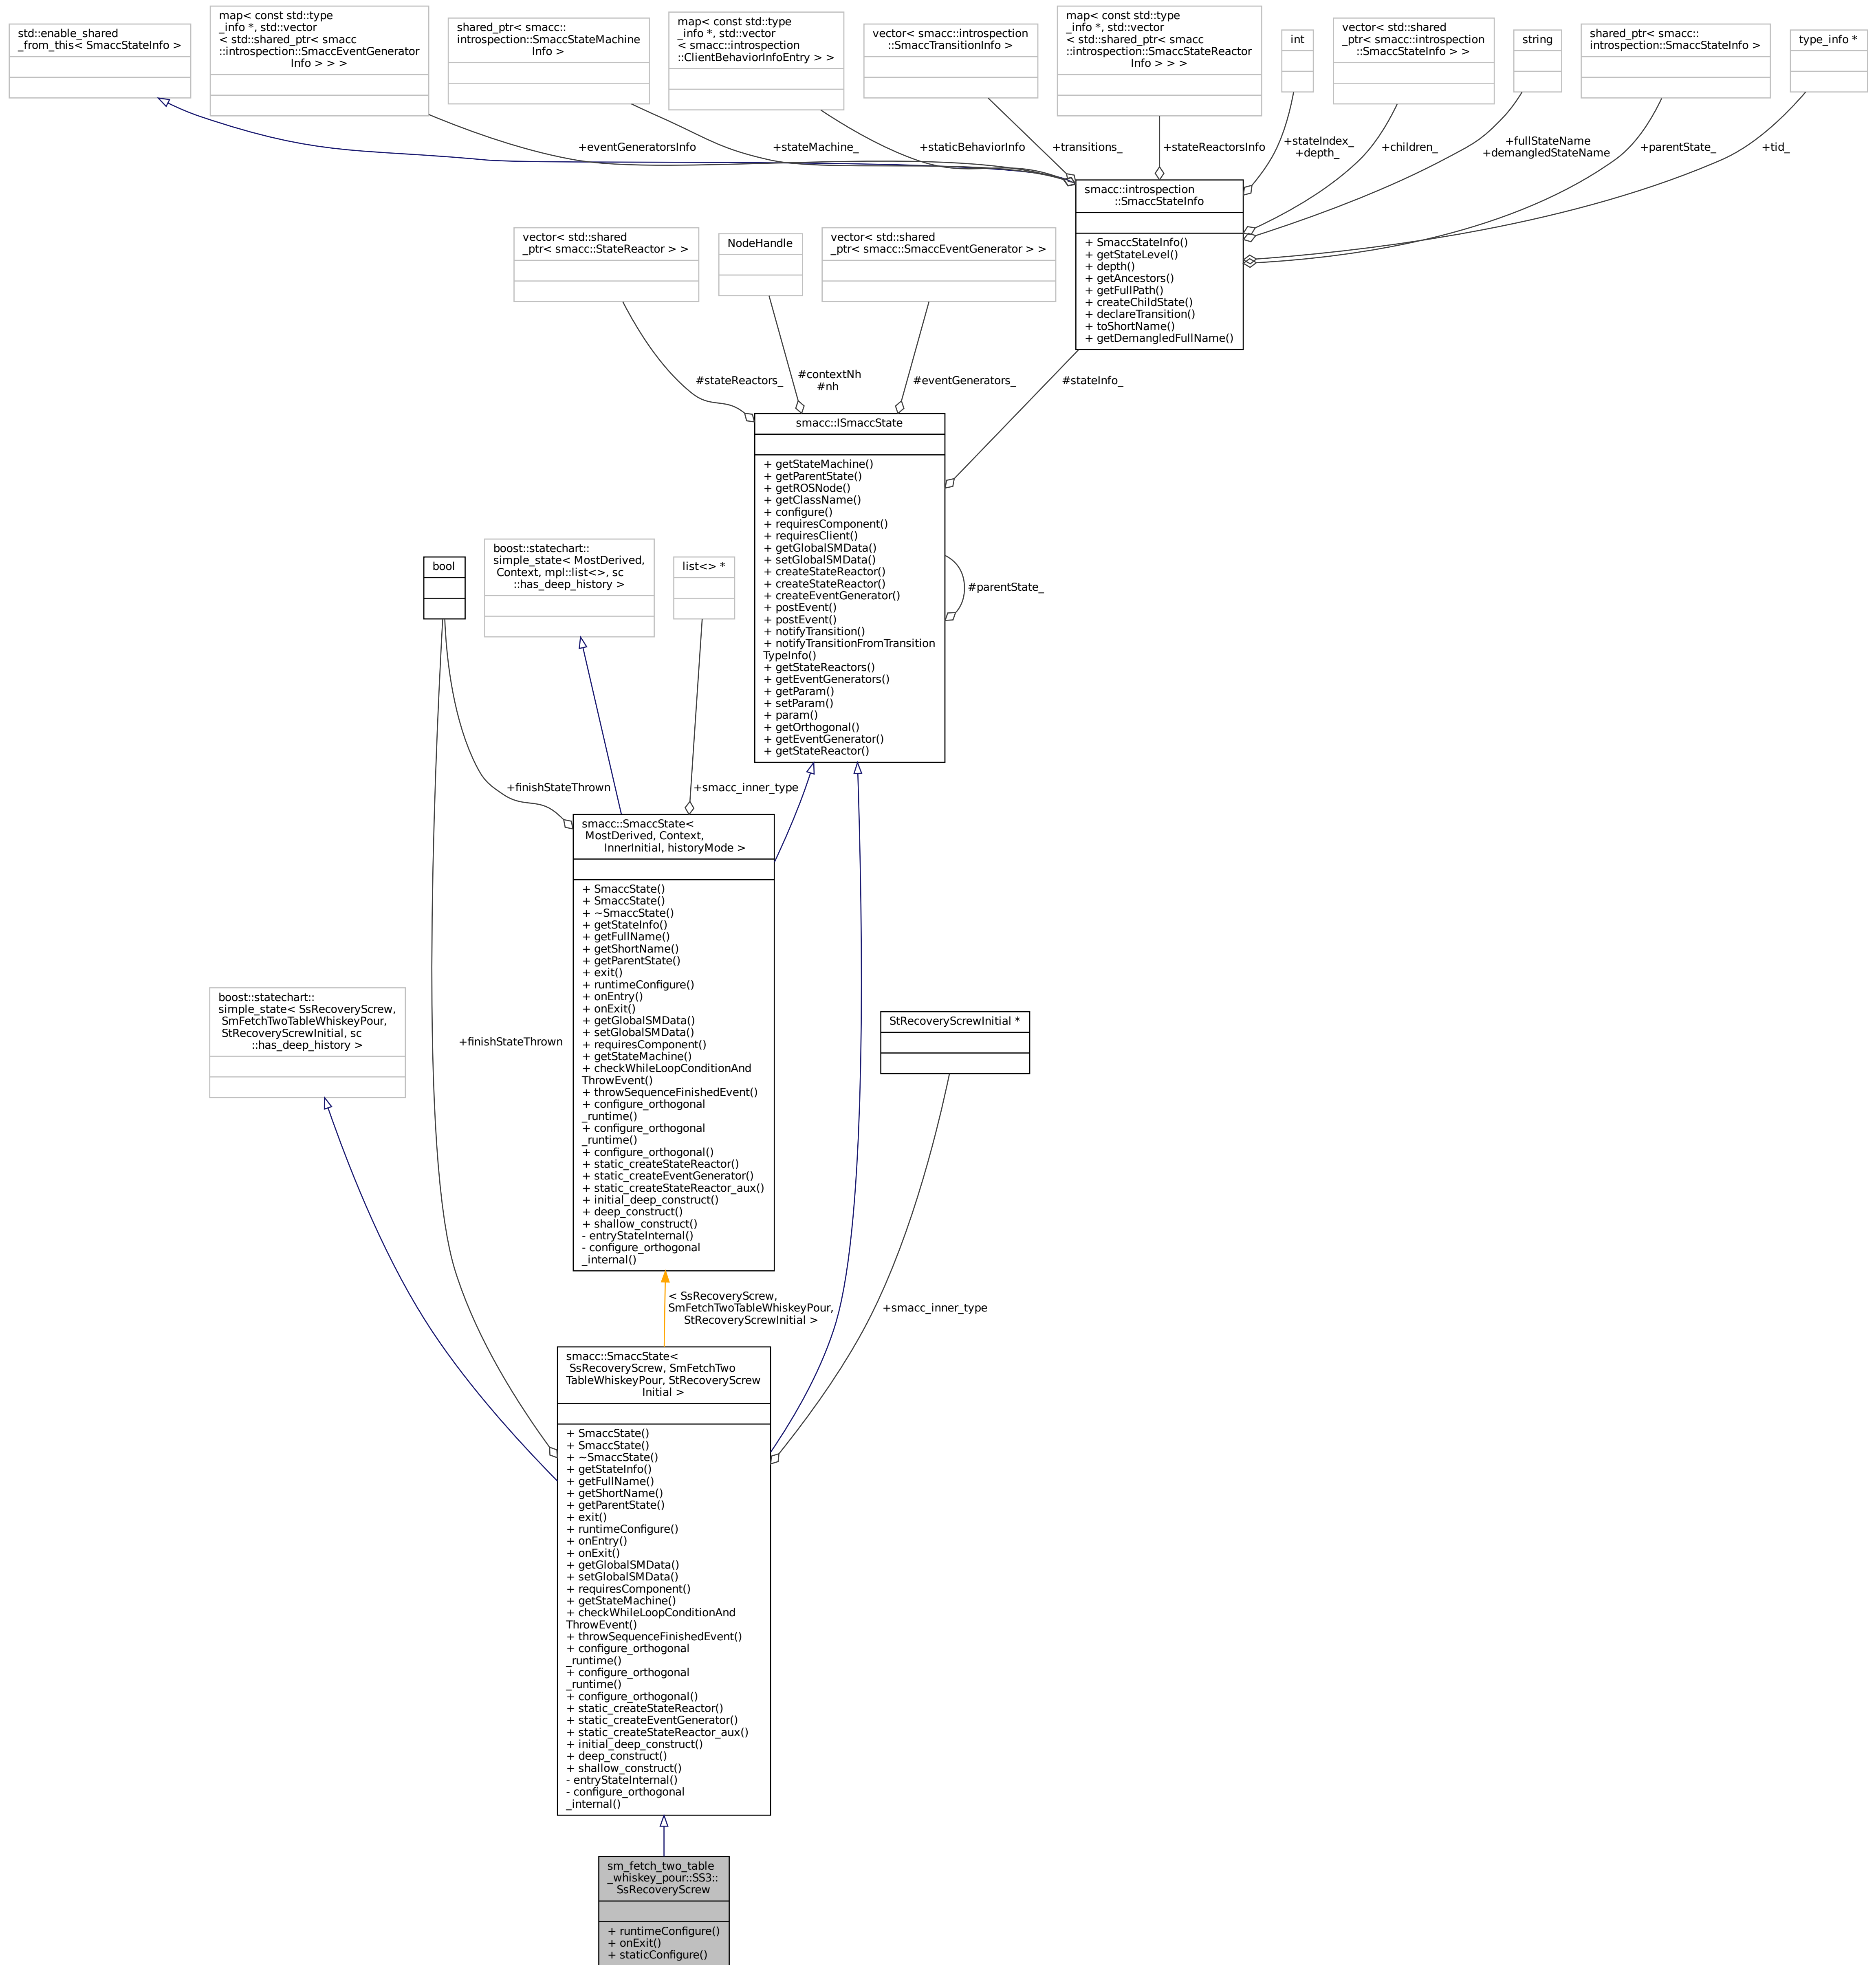 std::enable_shared
_from_this< SmaccStateInfo >
map< const std::type
_info *, std::vector
< std::shared_ptr< smacc
::introspection::SmaccEventGenerator
Info > > >
shared_ptr< smacc::
introspection::SmaccStateMachine
Info >
map< const std::type
_info *, std::vector
< smacc::introspection
::ClientBehaviorInfoEntry > >
vector< smacc::introspection
::SmaccTransitionInfo >
map< const std::type
_info *, std::vector
< std::shared_ptr< smacc
::introspection::SmaccStateReactor
Info > > >
int
vector< std::shared
_ptr< smacc::introspection
::SmaccStateInfo > >
string
shared_ptr< smacc::
introspection::SmaccStateInfo >
type_info *
+eventGeneratorsInfo
+stateMachine_
+staticBehaviorInfo
+transitions_
+stateReactorsInfo
+stateIndex_
+depth_
+children_
+fullStateName
+demangledStateName
+parentState_
+tid_
smacc::introspection
::SmaccStateInfo
+ SmaccStateInfo()
+ getStateLevel()
+ depth()
+ getAncestors()
+ getFullPath()
+ createChildState()
+ declareTransition()
+ toShortName()
+ getDemangledFullName()
vector< std::shared
_ptr< smacc::StateReactor > >
NodeHandle
vector< std::shared
_ptr< smacc::SmaccEventGenerator > >
#stateReactors_
#contextNh
#nh
#eventGenerators_
#stateInfo_
smacc::ISmaccState
+ getStateMachine()
+ getParentState()
+ getROSNode()
+ getClassName()
+ configure()
+ requiresComponent()
+ requiresClient()
+ getGlobalSMData()
+ setGlobalSMData()
+ createStateReactor()
+ createStateReactor()
+ createEventGenerator()
+ postEvent()
+ postEvent()
+ notifyTransition()
+ notifyTransitionFromTransition
TypeInfo()
+ getStateReactors()
+ getEventGenerators()
+ getParam()
+ setParam()
+ param()
+ getOrthogonal()
+ getEventGenerator()
+ getStateReactor()
#parentState_
bool
boost::statechart::
simple_state< MostDerived,
Context, mpl::list<>, sc
::has_deep_history >
list<> *
+finishStateThrown
+smacc_inner_type
smacc::SmaccState<
MostDerived, Context,
InnerInitial, historyMode >
+ SmaccState()
+ SmaccState()
+ ~SmaccState()
+ getStateInfo()
+ getFullName()
+ getShortName()
+ getParentState()
+ exit()
+ runtimeConfigure()
+ onEntry()
+ onExit()
+ getGlobalSMData()
+ setGlobalSMData()
+ requiresComponent()
+ getStateMachine()
+ checkWhileLoopConditionAnd
ThrowEvent()
+ throwSequenceFinishedEvent()
+ configure_orthogonal
_runtime()
+ configure_orthogonal
_runtime()
+ configure_orthogonal()
+ static_createStateReactor()
+ static_createEventGenerator()
+ static_createStateReactor_aux()
+ initial_deep_construct()
+ deep_construct()
+ shallow_construct()
- entryStateInternal()
- configure_orthogonal
_internal()
boost::statechart::
simple_state< SsRecoveryScrew,
SmFetchTwoTableWhiskeyPour,
StRecoveryScrewInitial, sc
::has_deep_history >
+finishStateThrown
StRecoveryScrewInitial *
< SsRecoveryScrew,
SmFetchTwoTableWhiskeyPour,
StRecoveryScrewInitial >
+smacc_inner_type
smacc::SmaccState<
SsRecoveryScrew, SmFetchTwo
TableWhiskeyPour, StRecoveryScrew
Initial >
+ SmaccState()
+ SmaccState()
+ ~SmaccState()
+ getStateInfo()
+ getFullName()
+ getShortName()
+ getParentState()
+ exit()
+ runtimeConfigure()
+ onEntry()
+ onExit()
+ getGlobalSMData()
+ setGlobalSMData()
+ requiresComponent()
+ getStateMachine()
+ checkWhileLoopConditionAnd
ThrowEvent()
+ throwSequenceFinishedEvent()
+ configure_orthogonal
_runtime()
+ configure_orthogonal
_runtime()
+ configure_orthogonal()
+ static_createStateReactor()
+ static_createEventGenerator()
+ static_createStateReactor_aux()
+ initial_deep_construct()
+ deep_construct()
+ shallow_construct()
- entryStateInternal()
- configure_orthogonal
_internal()
sm_fetch_two_table
_whiskey_pour::SS3::
SsRecoveryScrew
+ runtimeConfigure()
+ onExit()
+ staticConfigure()